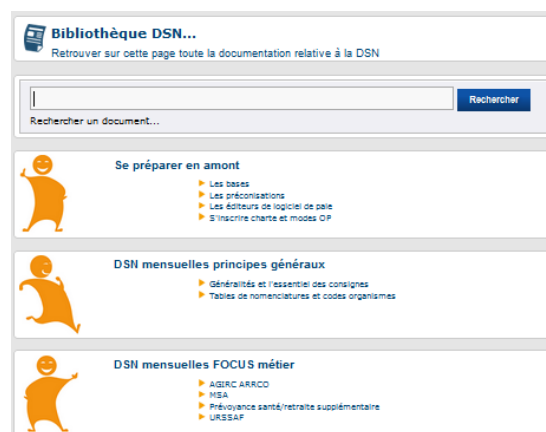 Bibliothèque DSN...
Retrouver sur cette page toute la documentation relative à la DSN
Rechercher
Rechercher un document...
Se préparer en amont
Les bases
Les préconisations
Les éditeurs de logiciel de paie
S'inscrire charte et modes OP
DSN mensuelles principes généraux
Généralités et l'essentiel des consignes
Tables de nomenclatures et codes organismes
DSN mensuelles FOCUS métier
AGIRC ARRCO
MSA
Prévoyance santé/retraite supplémentaire
URSSAF